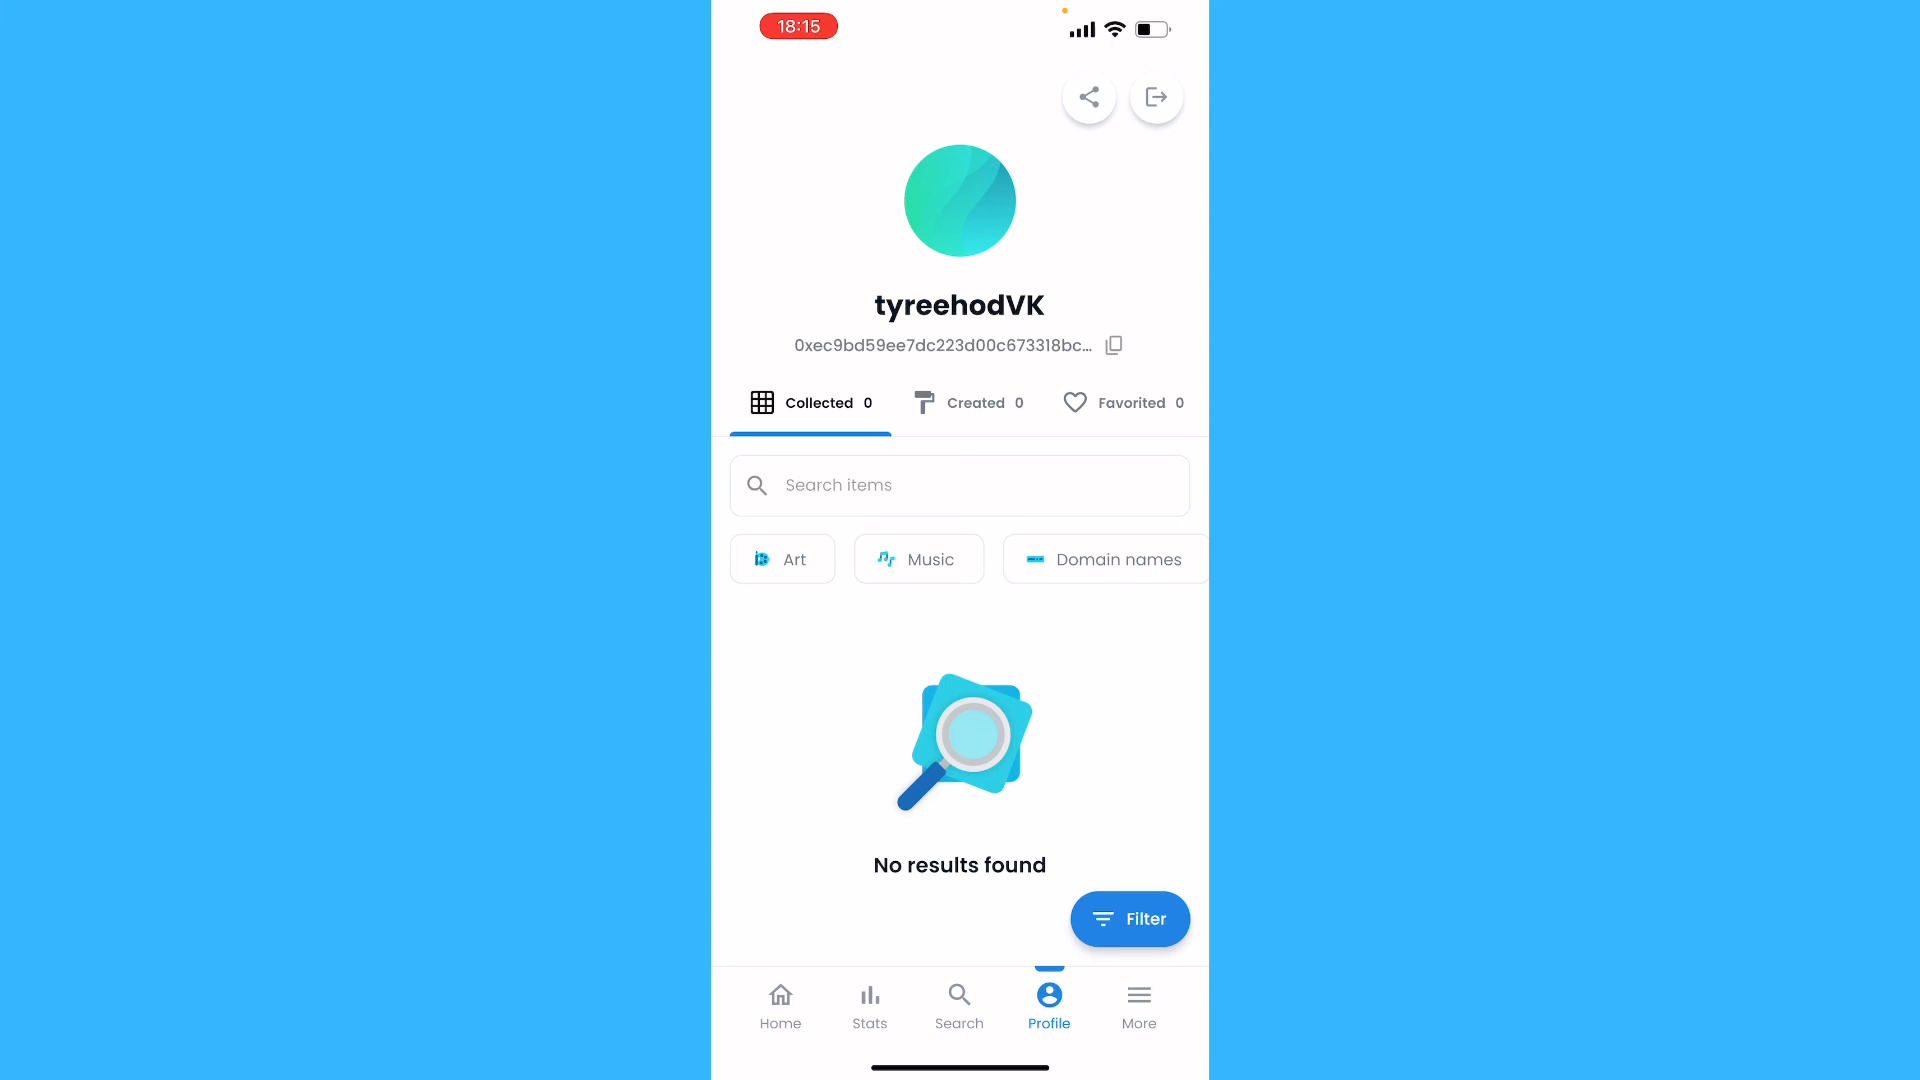 18:15
tyreehodVK
0xec9bd59ee7dc223d00c673318bc...
Collected 0 Created 0 Favorited 0
Search items
Art Music Domain names
No results found
Filter
Home Stats Search Profile More